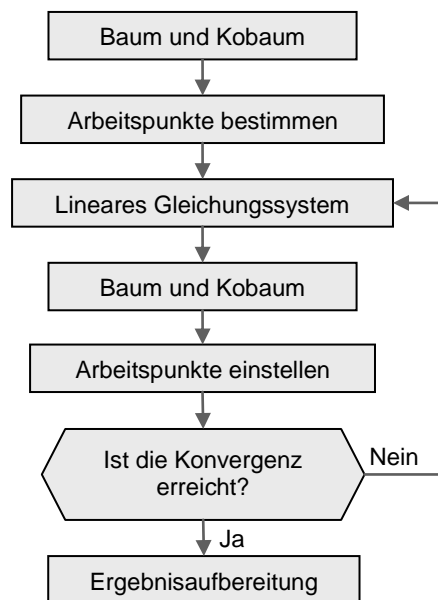 Baum und Kobaum
Arbeitspunkte bestimmen
Lineares Gleichungssystem
Baum und Kobaum
Arbeitspunkte einstellen
Ist die Konvergenz
erreicht?
Nein
Ja
Ergebnisaufbereitung